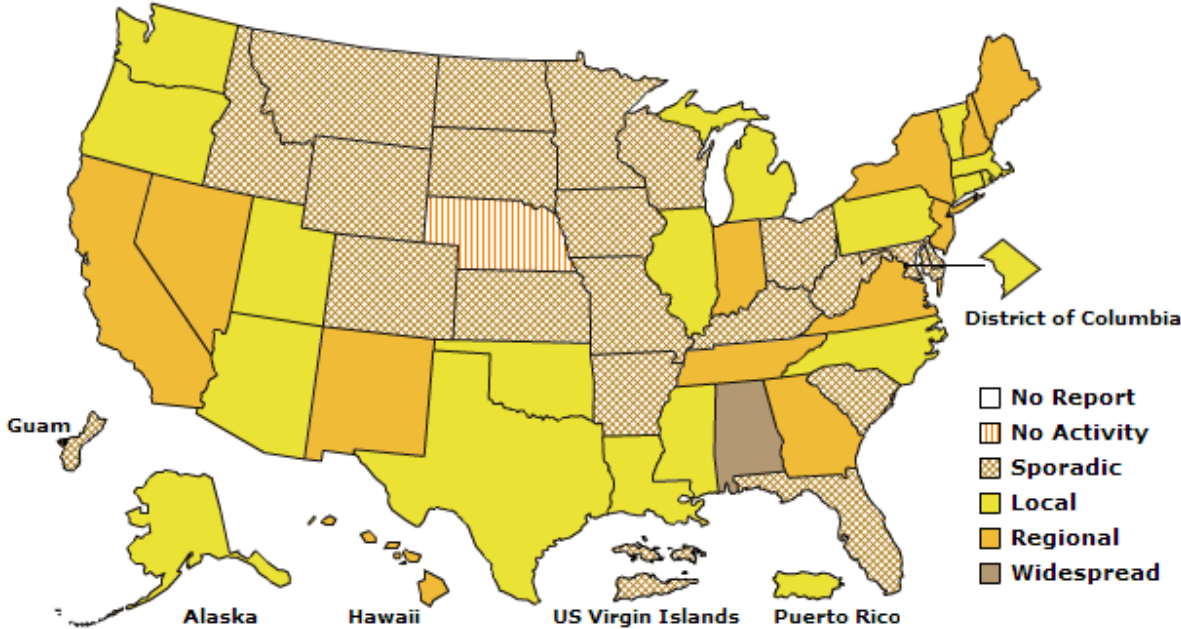 District of Columbia
No Report
Guam
No Activity
Sporadic
Local
Regional
Widespread
Alaska
Hawaii
US Virgin Islands
Puerto Rico